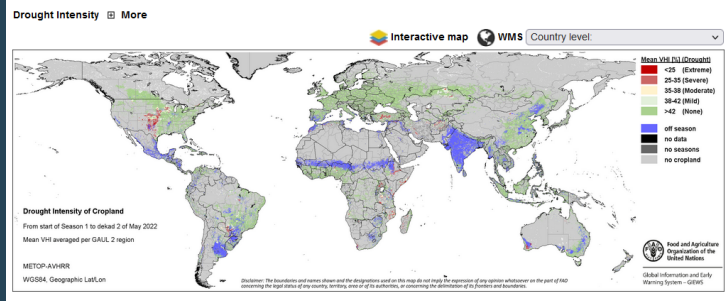 Drought Intensity More
Interactive map WMS Country level:
Mean VHI [%] (Drought)
<25 (Extreme)
25-35 (Severe)
35-38 (Moderate)
38-42 (Mild)
>42 (None)
off season
no data
no seasons
no cropland
Drought Intensity of Cropland
From start of Season 1 to dekad 2 of May 2022
Mean VHI averaged per GAUL 2 region
METOP-AVHRR
WGS84, Geographic Lat/Lon
Disclaimer: The boundaries and names shown and the designations used on this map do not imply the expression of any opinion whatsoever on the part of FAO
concerning the legal status of any country, territory, area or of its authorities, or concerning the delimitation of its frontiers and boundaries.
Food and Agriculture
Organization of the
United Nations
Global Information and Early
Warning System – GIEWS